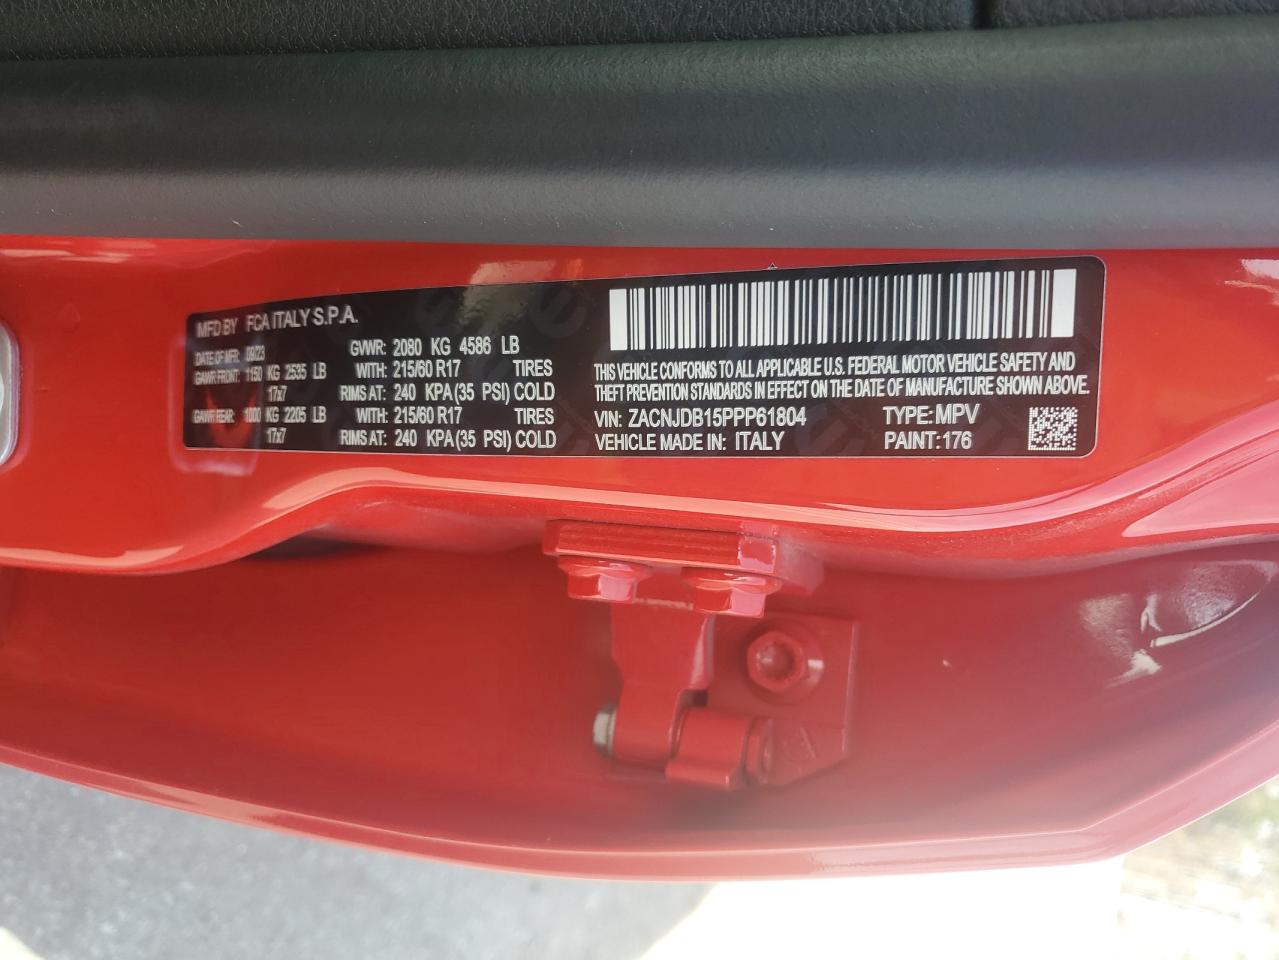 MFD BY FCA ITALY S.P.A.
DATE OF MFR: 09/23 GVWR: 2080 KG 4586 LB
GAWR FRONT: 1150 KG 2535 LB WITH: 215/60 R17 TIRES
17x7 RIMS AT: 240 KPA(35 PSI) COLD
GAWR REAR: 1000 KG 2205 LB WITH: 215/60 R17 TIRES
17x7 RIMS AT: 240 KPA(35 PSI) COLD
THIS VEHICLE CONFORMS TO ALL APPLICABLE U.S. FEDERAL MOTOR VEHICLE SAFETY AND
THEFT PREVENTION STANDARDS IN EFFECT ON THE DATE OF MANUFACTURE SHOWN ABOVE.
VIN: ZACNJDB15PPP61804 TYPE: MPV
VEHICLE MADE IN: ITALY PAINT: 176